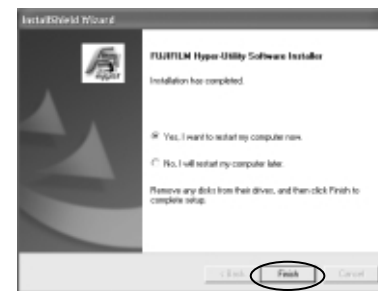 InstallShield Wizard
Hyper
FUJIFILM Hyper-Utility Software Installer
Installation has completed.
Yes, I want to restart my computer now.
No, I will restart my computer later.
Remove any disks from their drives, and then click Finish to
complete setup.
< Back
Finish
Cancel